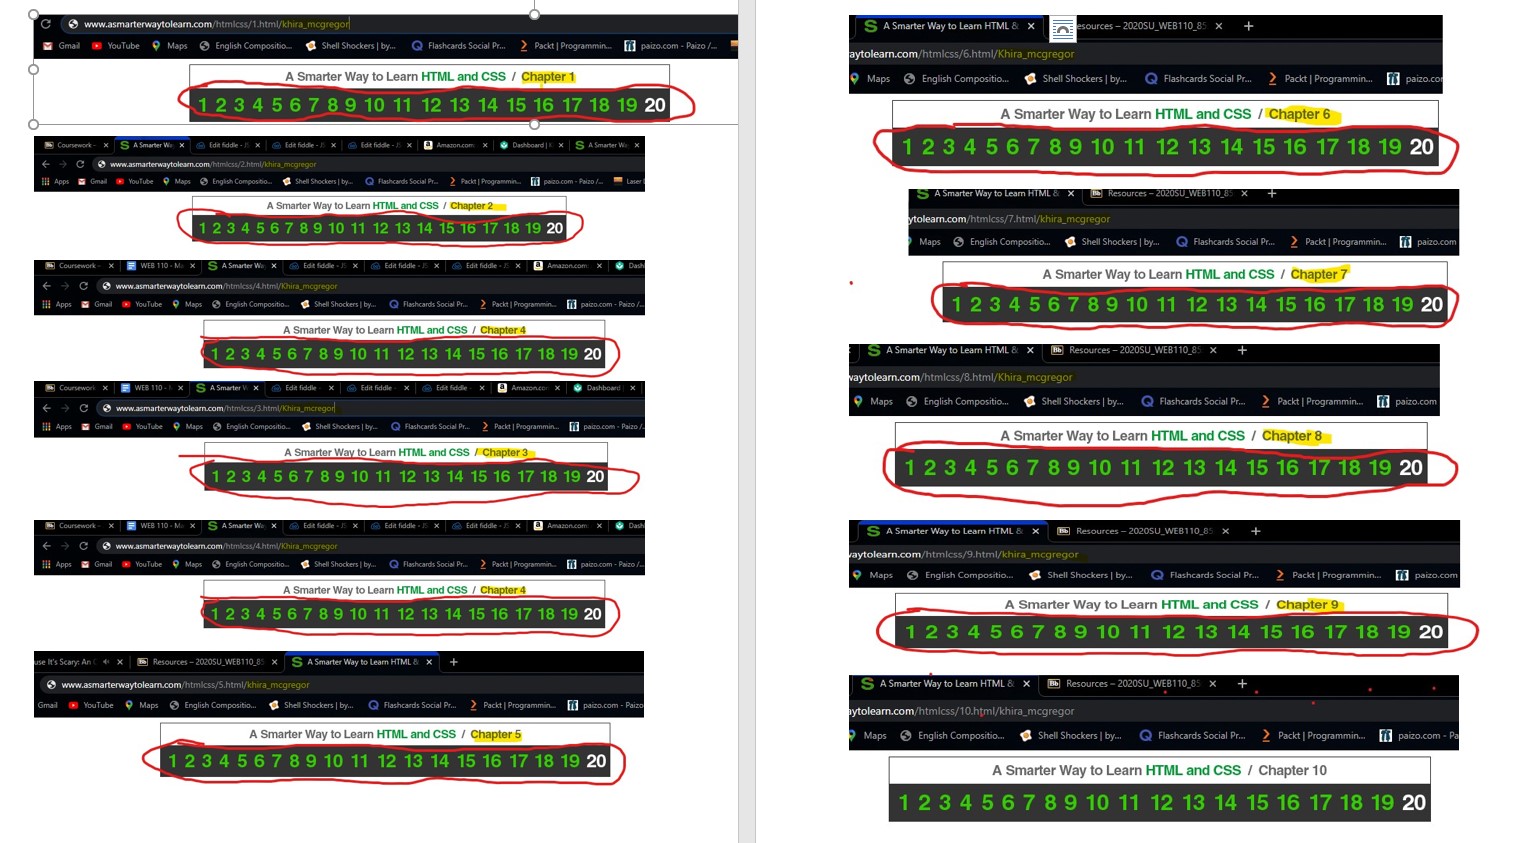 www.asmarterwaytolearn.com/htmlcss/1.html/khira_mcgregor
Gmail YouTube Maps English Compositio... Shell Shockers | by... Flashcards Social Pr... Packt | Programmin... paizo.com - Paizo /...
A Smarter Way to Learn HTML and CSS / Chapter 1
1 2 3 4 5 6 7 8 9 10 11 12 13 14 15 16 17 18 19 20
Coursework - A Smarter Wa Edit fiddle - JS Edit fiddle - JS Edit fiddle - JS Amazon.com Dashboard | K A Smarter Wa
www.asmarterwaytolearn.com/htmlcss/2.html/khira_mcgregor
Apps Gmail YouTube Maps English Compositio... Shell Shockers | by... Flashcards Social Pr... Packt | Programmin... paizo.com - Paizo /... Laser
A Smarter Way to Learn HTML and CSS / Chapter 2
1 2 3 4 5 6 7 8 9 10 11 12 13 14 15 16 17 18 19 20
Coursework - WEB 110 - Ma A Smarter Wa Edit fiddle - JS Edit fiddle - JS Edit fiddle - JS Amazon.com: Dash
www.asmarterwaytolearn.com/htmlcss/4.html/Khira_mcgregor
Apps Gmail YouTube Maps English Compositio... Shell Shockers | by... Flashcards Social Pr... Packt | Programmin... paizo.com - Paizo /...
A Smarter Way to Learn HTML and CSS / Chapter 4
1 2 3 4 5 6 7 8 9 10 11 12 13 14 15 16 17 18 19 20
Coursework - WEB 110 - M A Smarter W Edit fiddle - Edit fiddle - Edit fiddle - Amazon.co Dashboard
www.asmarterwaytolearn.com/htmlcss/3.html/Khira_mcregor
Apps Gmail YouTube Maps English Compositio... Shell Shockers | by... Flashcards Social Pr... Packt | Programmin... paizo.com - Paizo /...
A Smarter Way to Learn HTML and CSS / Chapter 3
1 2 3 4 5 6 7 8 9 10 11 12 13 14 15 16 17 18 19 20
Coursework - WEB 110 - Ma A Smarter Wa Edit fiddle - JS Edit fiddle - JS Edit fiddle - JS Amazon.com: Dash
www.asmarterwaytolearn.com/htmlcss/4.html/Khira_mcgregor
Apps Gmail YouTube Maps English Compositio... Shell Shockers | by... Flashcards Social Pr... Packt | Programmin... paizo.com - Paizo /...
A Smarter Way to Learn HTML and CSS / Chapter 4
1 2 3 4 5 6 7 8 9 10 11 12 13 14 15 16 17 18 19 20
use It's Scary: An Resources – 2020SU_WEB110_85 A Smarter Way to Learn HTML &
www.asmarterwaytolearn.com/htmlcss/5.html/khira_mcgregor
Gmail YouTube Maps English Compositio... Shell Shockers | by... Flashcards Social Pr... Packt | Programmin... paizo.com - Paizo
A Smarter Way to Learn HTML and CSS / Chapter 5
1 2 3 4 5 6 7 8 9 10 11 12 13 14 15 16 17 18 19 20
A Smarter Way to Learn HTML esources – 2020SU_WEB110_85
aytolearn.com/htmlcss/6.html/Khira_mcgregor
Maps English Compositio... Shell Shockers | by... Flashcards Social Pr... Packt | Programmin... paizo.co
A Smarter Way to Learn HTML and CSS / Chapter 6
1 2 3 4 5 6 7 8 9 10 11 12 13 14 15 16 17 18 19 20
A Smarter Way to Learn HTML & Resources – 2020SU_WEB110_85
ytolearn.com/htmlcss/7.html/khira_mcgregor
Maps English Compositio... Shell Shockers | by... Flashcards Social Pr... Packt | Programmin... paizo.com
A Smarter Way to Learn HTML and CSS / Chapter 7
1 2 3 4 5 6 7 8 9 10 11 12 13 14 15 16 17 18 19 20
A Smarter Way to Learn HTML & Resources – 2020SU_WEB110_85
waytolearn.com/htmlcss/8.html/Khira_mcgregor
Maps English Compositio... Shell Shockers | by... Flashcards Social Pr... Packt | Programmin... paizo.com
A Smarter Way to Learn HTML and CSS / Chapter 8
1 2 3 4 5 6 7 8 9 10 11 12 13 14 15 16 17 18 19 20
A Smarter Way to Learn HTML & Resources – 2020SU_WEB110_85
vaytolearn.com/htmlcss/9.html/khira_mcgregor
Maps English Compositio... Shell Shockers | by... Flashcards Social Pr... Packt | Programmin... paizo.com
A Smarter Way to Learn HTML and CSS / Chapter 9
1 2 3 4 5 6 7 8 9 10 11 12 13 14 15 16 17 18 19 20
A Smarter Way to Learn HTML & Resources – 2020SU_WEB110_85
ytolearn.com/htmlcss/10.html/khira_mcgregor
Maps English Compositio... Shell Shockers | by... Flashcards Social Pr... Packt | Programmin... paizo.com - Pa
A Smarter Way to Learn HTML and CSS / Chapter 10
1 2 3 4 5 6 7 8 9 10 11 12 13 14 15 16 17 18 19 20